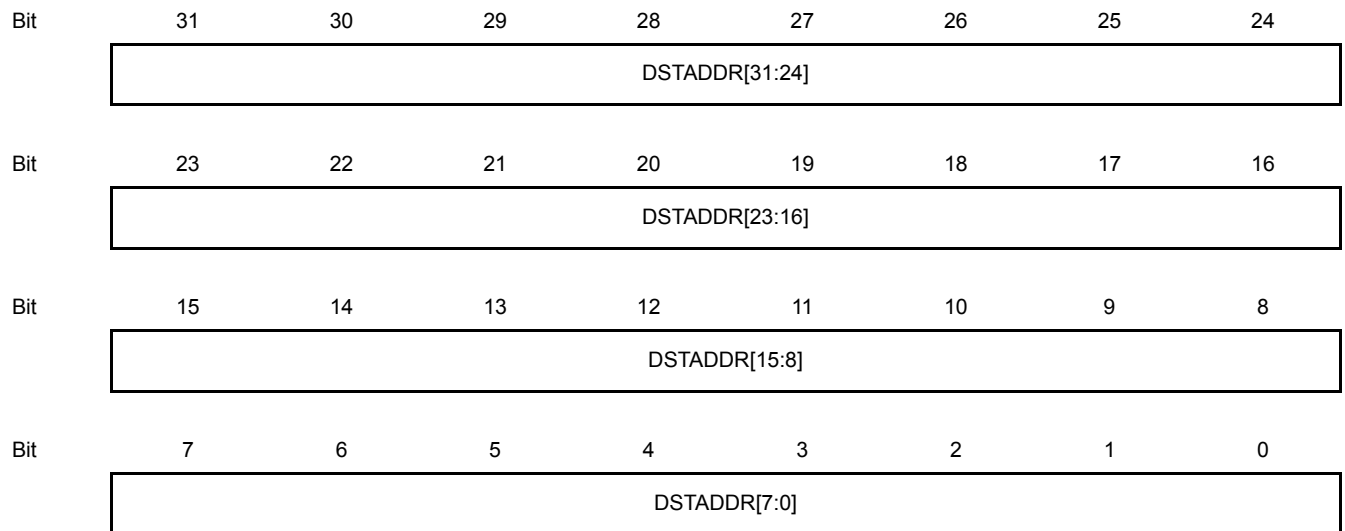 Bit 31 30 29 28 27 26 25 24
DSTADDR[31:24]
Bit 23 22 21 20 19 18 17 16
DSTADDR[23:16]
Bit 15 14 13 12 11 10 9 8
DSTADDR[15:8]
Bit 7 6 5 4 3 2 1 0
DSTADDR[7:0]